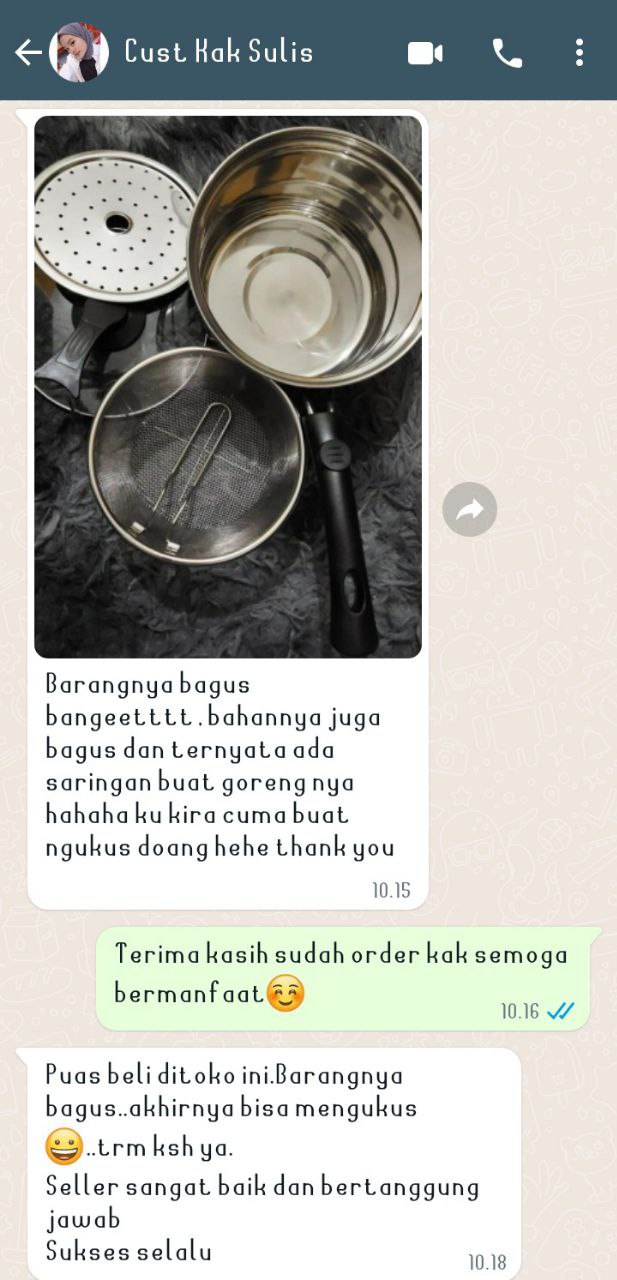 Cust Kak Sulis
Barangnya bagus
bangeetttt , bahannya juga
bagus dan ternyata ada
saringan buat goreng nya
hahaha ku kira cuma buat
ngukus doang hehe thank you
10.15
Terima kasih sudah order kak semoga
bermanfaat☺️
10.16
Puas beli ditoko ini.Barangnya
bagus..akhirnya bisa mengukus
😀..trm ksh ya.
Seller sangat baik dan bertanggung
jawab
Sukses selalu
10.18